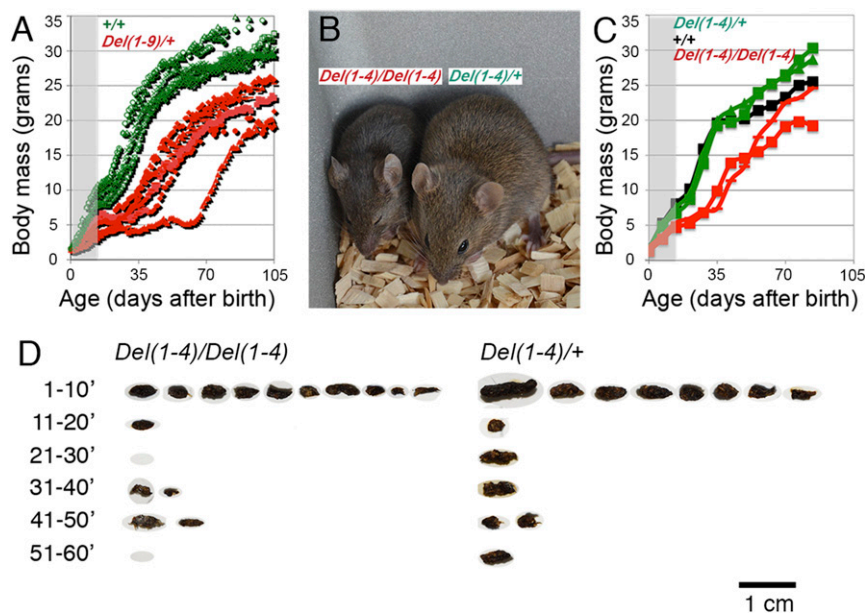 A
+/+
Del(1-9)/+
Body mass (grams)
35
30
25
20
15
10
5
0
0 35 70 105
Age (days after birth)
B
Del(1-4)/Del(1-4) Del(1-4)/+
C
Del(1-4)/+
+/+
Del(1-4)/Del(1-4)
Body mass (grams)
35
30
25
20
15
10
5
0
0 35 70 105
Age (days after birth)
D
Del(1-4)/Del(1-4) Del(1-4)/+
1-10’
11-20’
21-30’
31-40’
41-50’
51-60’
1 cm